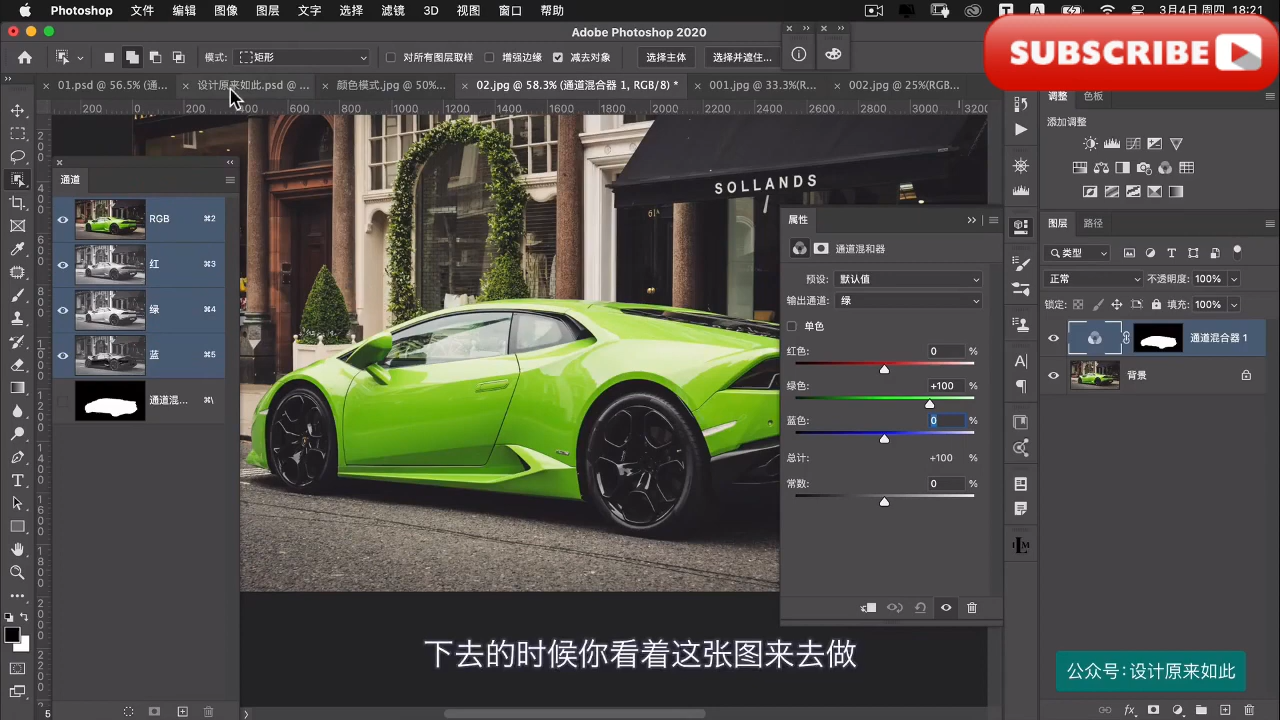 Photoshop 文件 编辑 图像 图层 文字 选择 滤镜 3D 视图 窗口 帮助 3月4日 周四 18:21
Adobe Photoshop 2020
SUBSCRIBE
模式: 矩形 对所有图层取样 增强边缘 减去对象 选择主体 选择并遮住...
01.psd @ 56.5% (通... 设计原来如此.psd @ ... 颜色模式.jpg @ 50%... 02.jpg @ 58.3% (通道混合器 1, RGB/8) * 001.jpg @ 33.3%(R... 002.jpg @ 25%(RGB...
200 400 600 800 1000 1200 1400 1600 1800 2000 2200 2400 2600 3000 3200
调整 色板
添加调整
通道
RGB ⌘2
红 ⌘3
绿 ⌘4
蓝 ⌘5
通道混... ⌘\
SOLLANDS
属性
通道混和器
预设: 默认值
输出通道: 绿
单色
红色: 0 %
绿色: +100 %
蓝色: 0 %
总计: +100 %
常数: 0 %
图层 路径
类型
正常 不透明度: 100%
锁定: 填充: 100%
通道混合器 1
背景
下去的时候你看着这张图来去做
公众号:设计原来如此